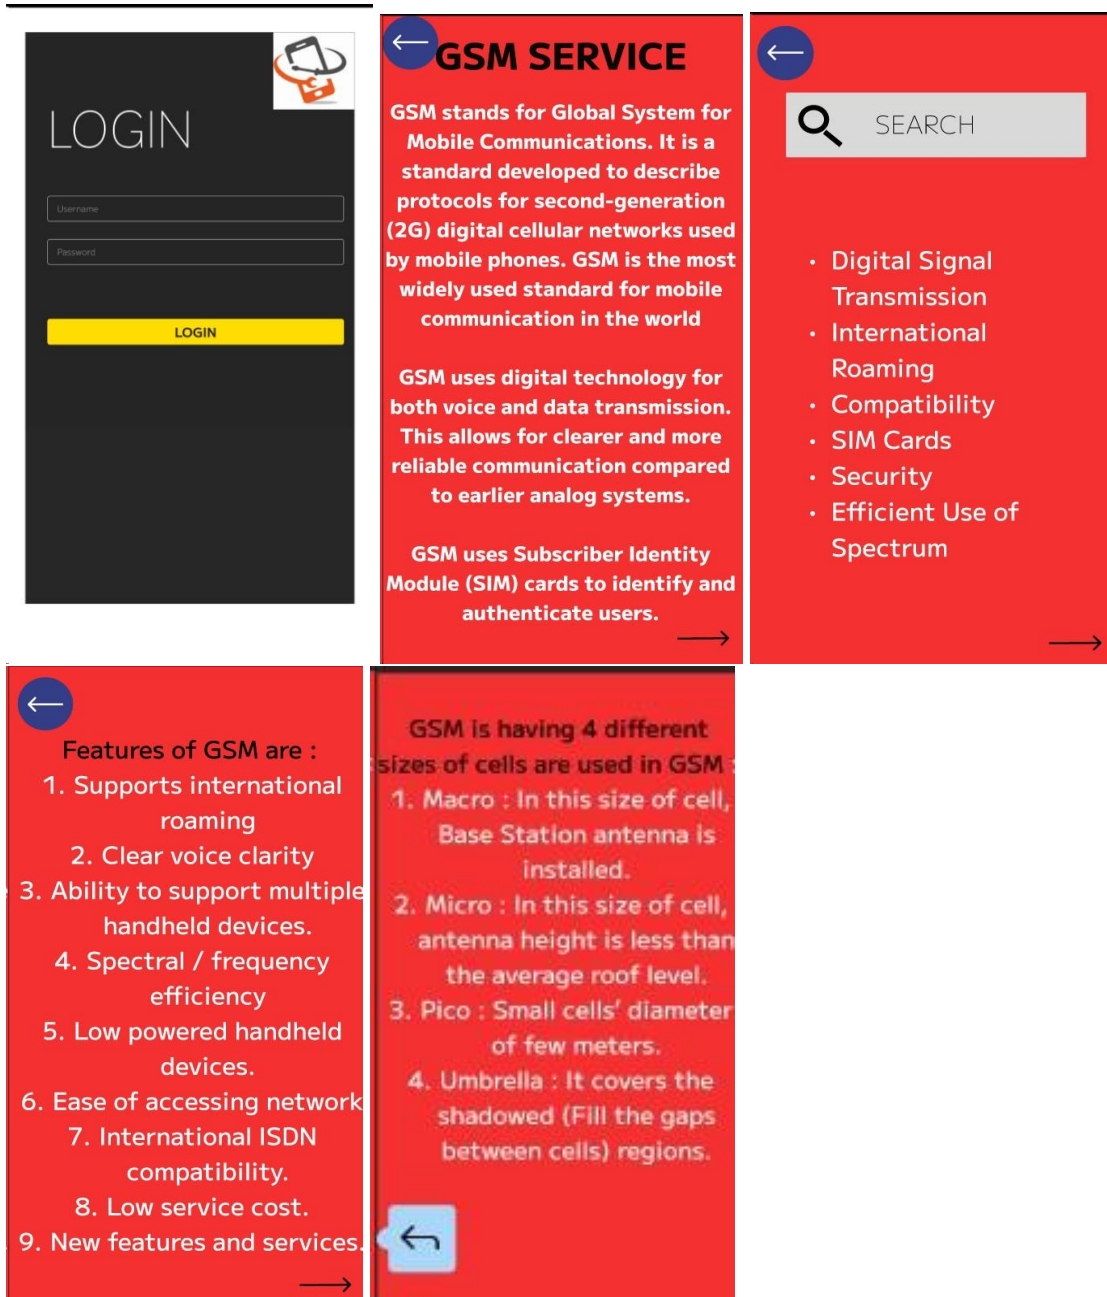 LOGIN
Username
Password
LOGIN
GSM SERVICE
GSM stands for Global System for
Mobile Communications. It is a
standard developed to describe
protocols for second-generation
(2G) digital cellular networks used
by mobile phones. GSM is the most
widely used standard for mobile
communication in the world
GSM uses digital technology for
both voice and data transmission.
This allows for clearer and more
reliable communication compared
to earlier analog systems.
GSM uses Subscriber Identity
Module (SIM) cards to identify and
authenticate users.
SEARCH
• Digital Signal
Transmission
• International
Roaming
• Compatibility
• SIM Cards
• Security
• Efficient Use of
Spectrum
Features of GSM are :
1. Supports international
roaming
2. Clear voice clarity
3. Ability to support multiple
handheld devices.
4. Spectral / frequency
efficiency
5. Low powered handheld
devices.
6. Ease of accessing network
7. International ISDN
compatibility.
8. Low service cost.
9. New features and services.
GSM is having 4 different
sizes of cells are used in GSM :
1. Macro : In this size of cell,
Base Station antenna is
installed.
2. Micro : In this size of cell,
antenna height is less than
the average roof level.
3. Pico : Small cells' diameter
of few meters.
4. Umbrella : It covers the
shadowed (Fill the gaps
between cells) regions.